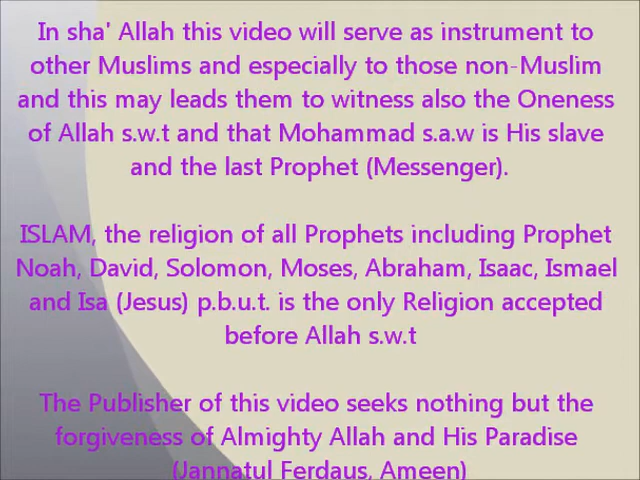 In sha' Allah this video will serve as instrument to
other Muslims and especially to those non-Muslim
and this may leads them to witness also the Oneness
of Allah s.w.t and that Mohammad s.a.w is His slave
and the last Prophet (Messenger).
ISLAM, the religion of all Prophets including Prophet
Noah, David, Solomon, Moses, Abraham, Isaac, Ismael
and Isa (Jesus) p.b.u.t. is the only Religion accepted
before Allah s.w.t
The Publisher of this video seeks nothing but the
forgiveness of Almighty Allah and His Paradise
(Jannatul Ferdaus, Ameen)